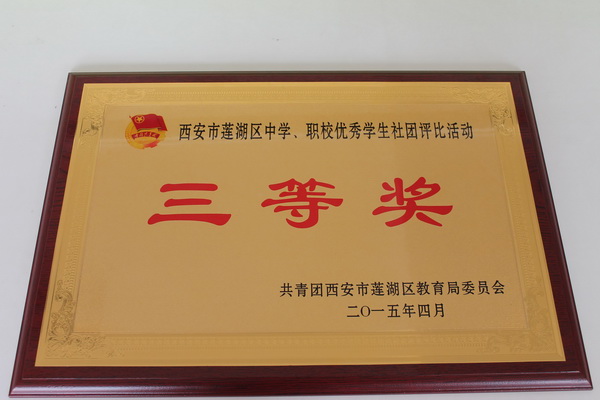 西安市莲湖区中学、职校优秀学生社团评比活动
三等奖
共青团西安市莲湖区教育局委员会
二〇一五年四月